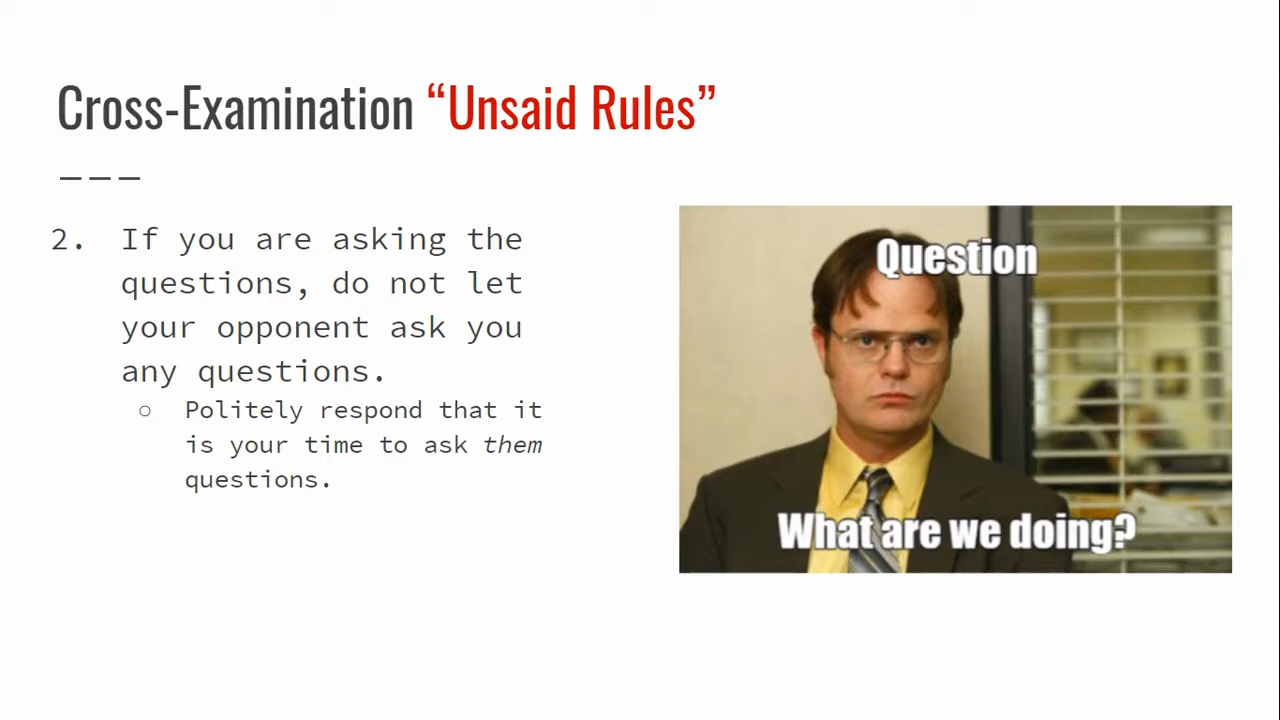 Cross-Examination “Unsaid Rules”
2. If you are asking the
questions, do not let
your opponent ask you
any questions.
○ Politely respond that it
is your time to ask them
questions.
Question
What are we doing?